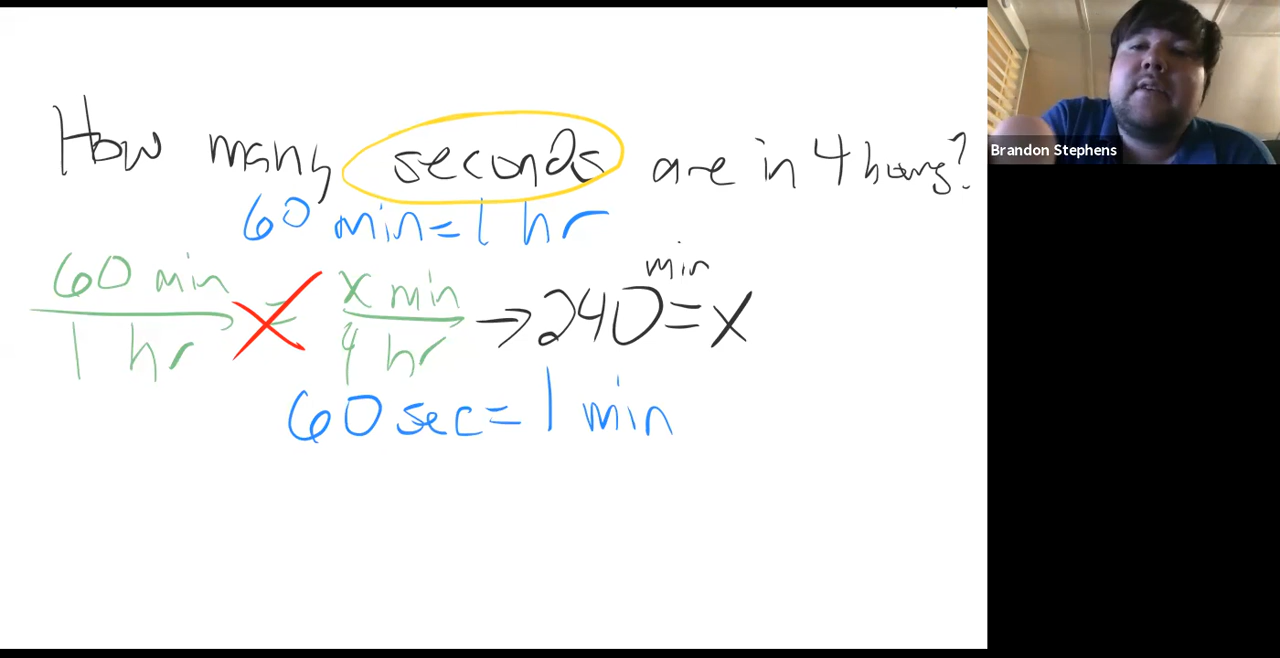 How many seconds are in 4 hours?
60 min = 1 hr
60 min / 1 hr = x min / 4 hr → 240 min = x
60 sec = 1 min
Brandon Stephens